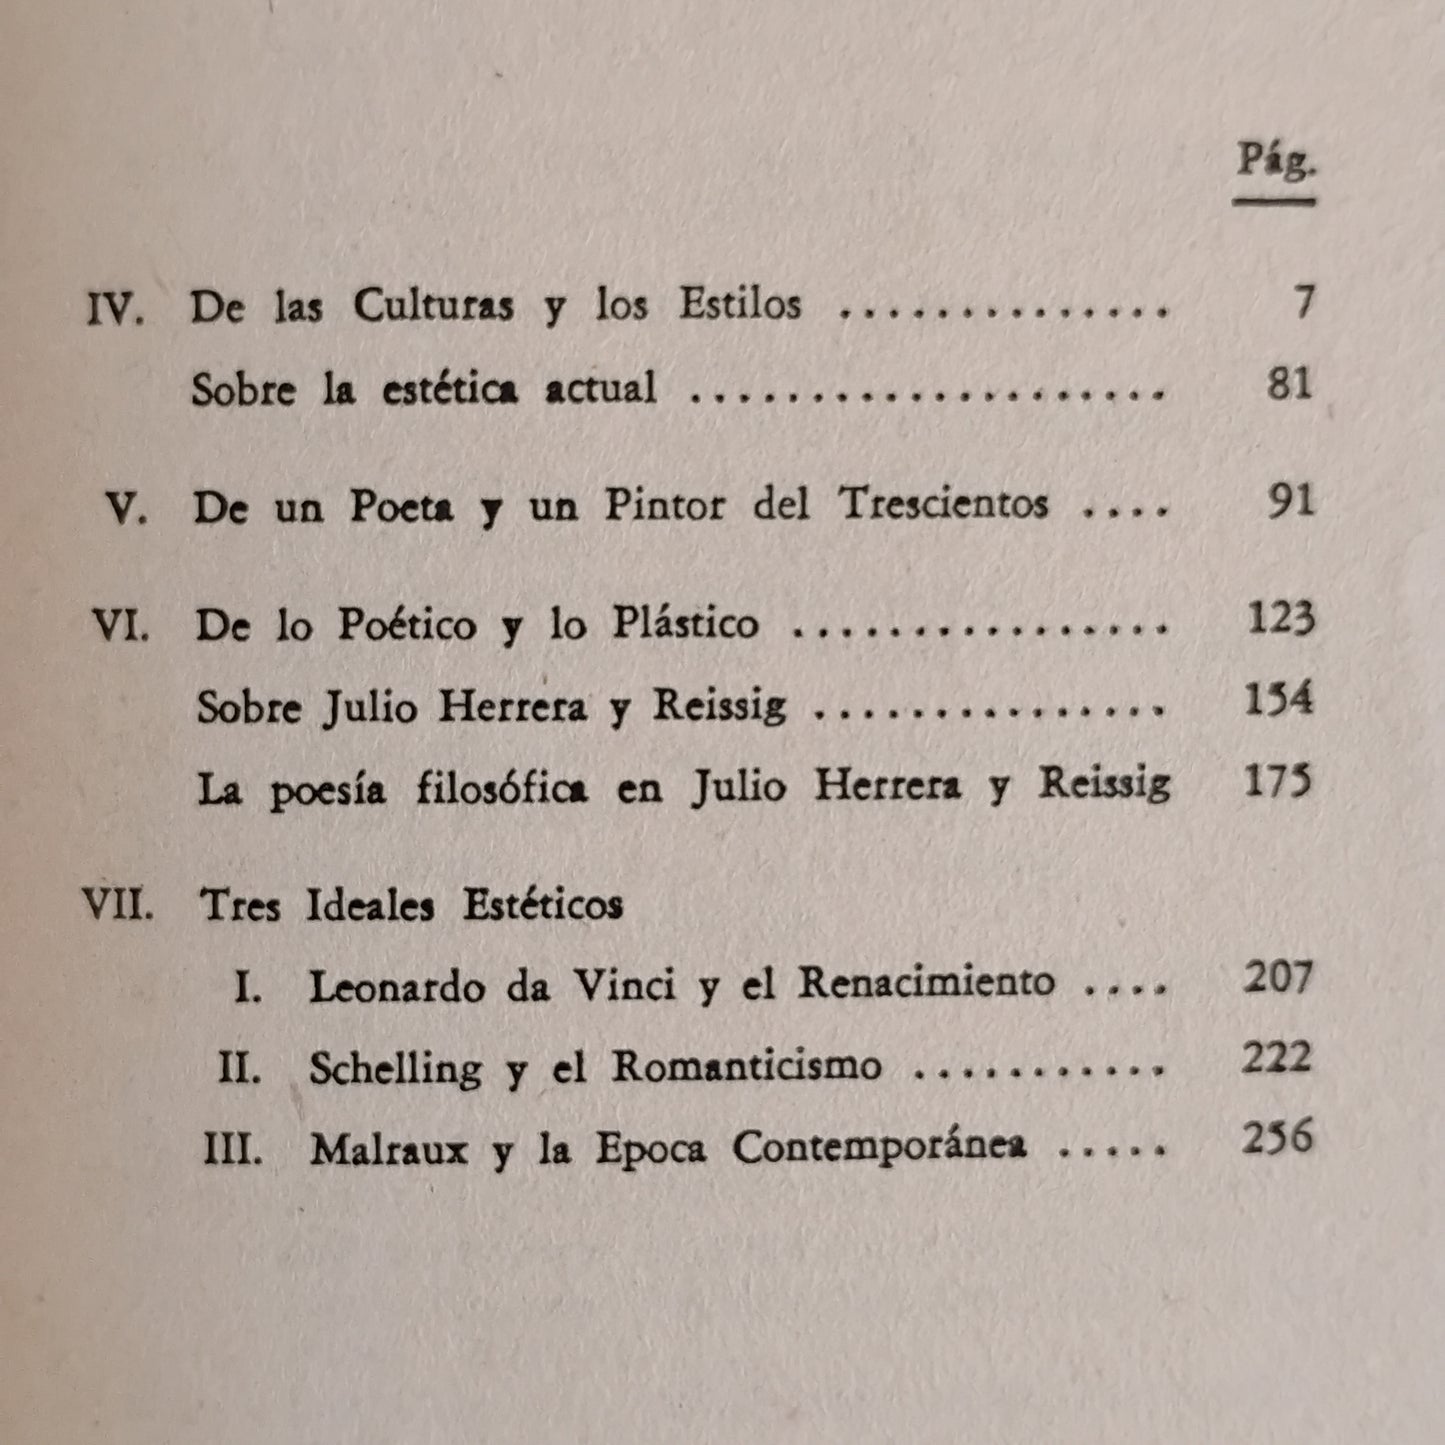 Pág.
IV. De las Culturas y los Estilos .............. 7
Sobre la estética actual .................... 81
V. De un Poeta y un Pintor del Trescientos .... 91
VI. De lo Poético y lo Plástico ................ 123
Sobre Julio Herrera y Reissig ............... 154
La poesía filosófica en Julio Herrera y Reissig 175
VII. Tres Ideales Estéticos
I. Leonardo da Vinci y el Renacimiento .... 207
II. Schelling y el Romanticismo ........... 222
III. Malraux y la Epoca Contemporánea ..... 256